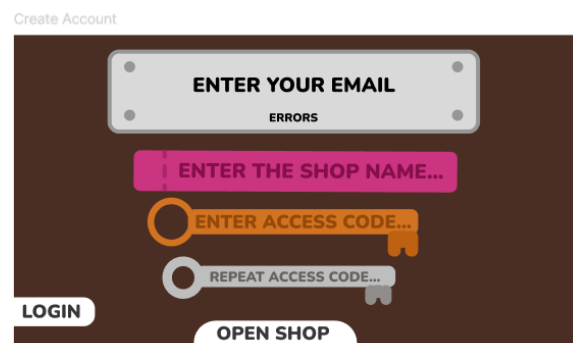 Create Account
ENTER YOUR EMAIL
ERRORS
ENTER THE SHOP NAME...
ENTER ACCESS CODE...
REPEAT ACCESS CODE...
LOGIN
OPEN SHOP